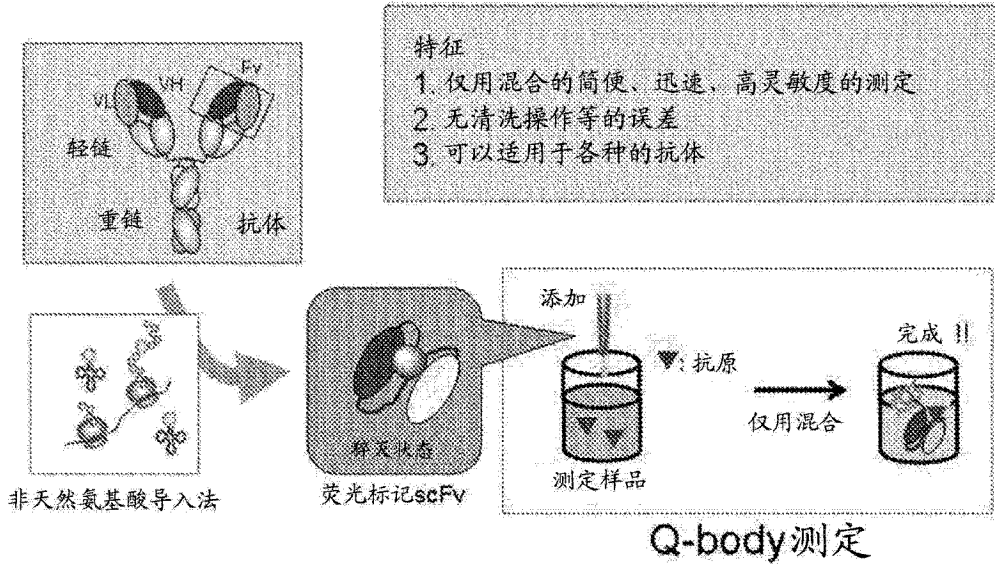 特征
1. 仅用混合的简便、迅速、高灵敏度的测定
2. 无清洗操作等的误差
3. 可以适用于各种的抗体
VL
VH
Fv
轻链
重链
抗体
非天然氨基酸导入法
猝灭状态
荧光标记scFv
添加
▼: 抗原
测定样品
仅用混合
完成 !!
Q-body测定